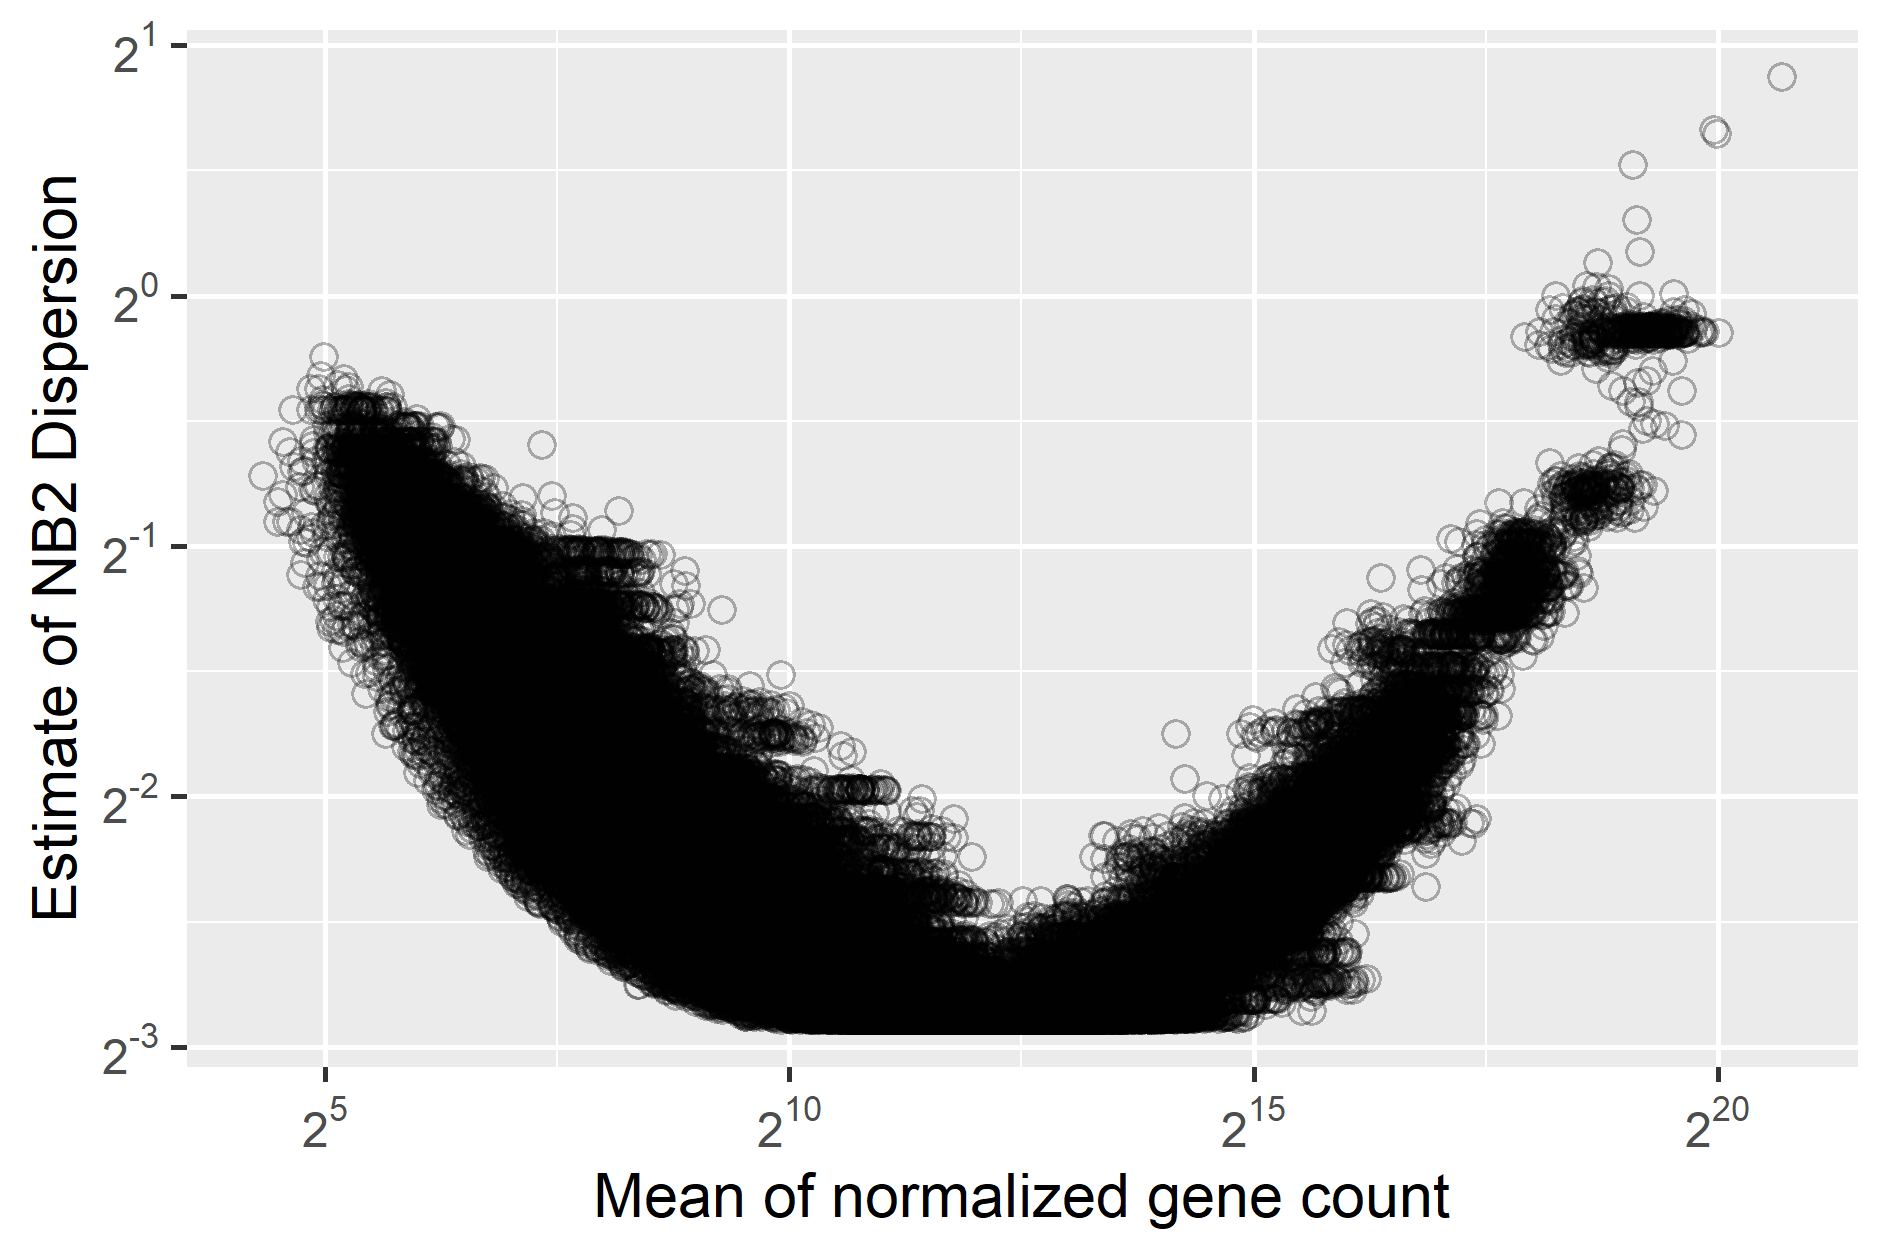 Estimate of NB2 Dispersion
2^1
2^0
2^-1
2^-2
2^-3
2^5 2^10 2^15 2^20
Mean of normalized gene count